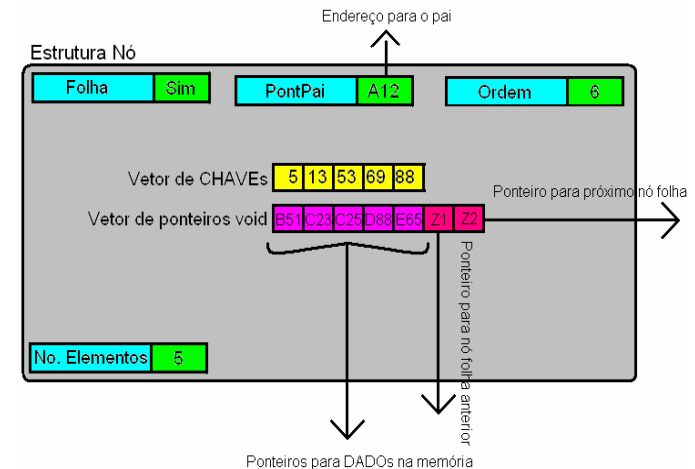 Endereço para o pai
Estrutura Nó
Folha Sim PontPai A12 Ordem 6
Vetor de CHAVEs 5 13 53 69 88
Ponteiro para próximo nó folha
Vetor de ponteiros void B51 C23 C25 D88 E65 Z1 Z2
Ponteiro para nó folha anterior
No. Elementos 5
Ponteiros para DADOs na memória